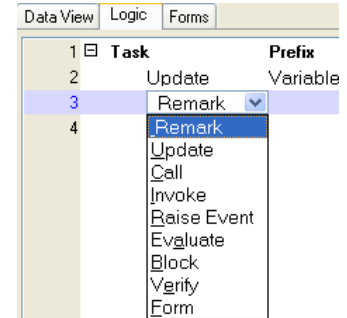 Data View Logic Forms
1 Task Prefix
2 Update Variable
3 Remark
4 Remark
Update
Call
Invoke
Raise Event
Evaluate
Block
Verify
Form